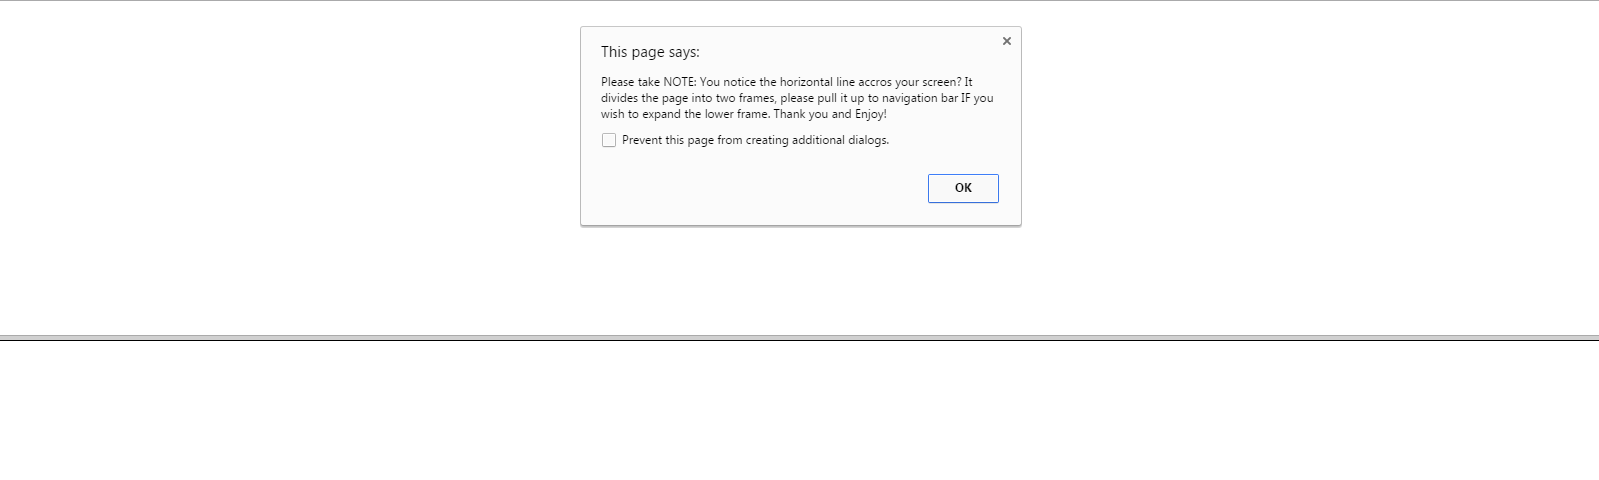 This page says:
Please take NOTE: You notice the horizontal line accros your screen? It
divides the page into two frames, please pull it up to navigation bar IF you
wish to expand the lower frame. Thank you and Enjoy!
Prevent this page from creating additional dialogs.
OK